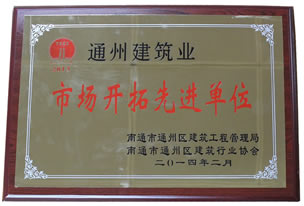 通州建筑业
市场开拓先进单位
南通市通州区建筑工程管理局
南通市通州区建筑行业协会
二〇一四年二月